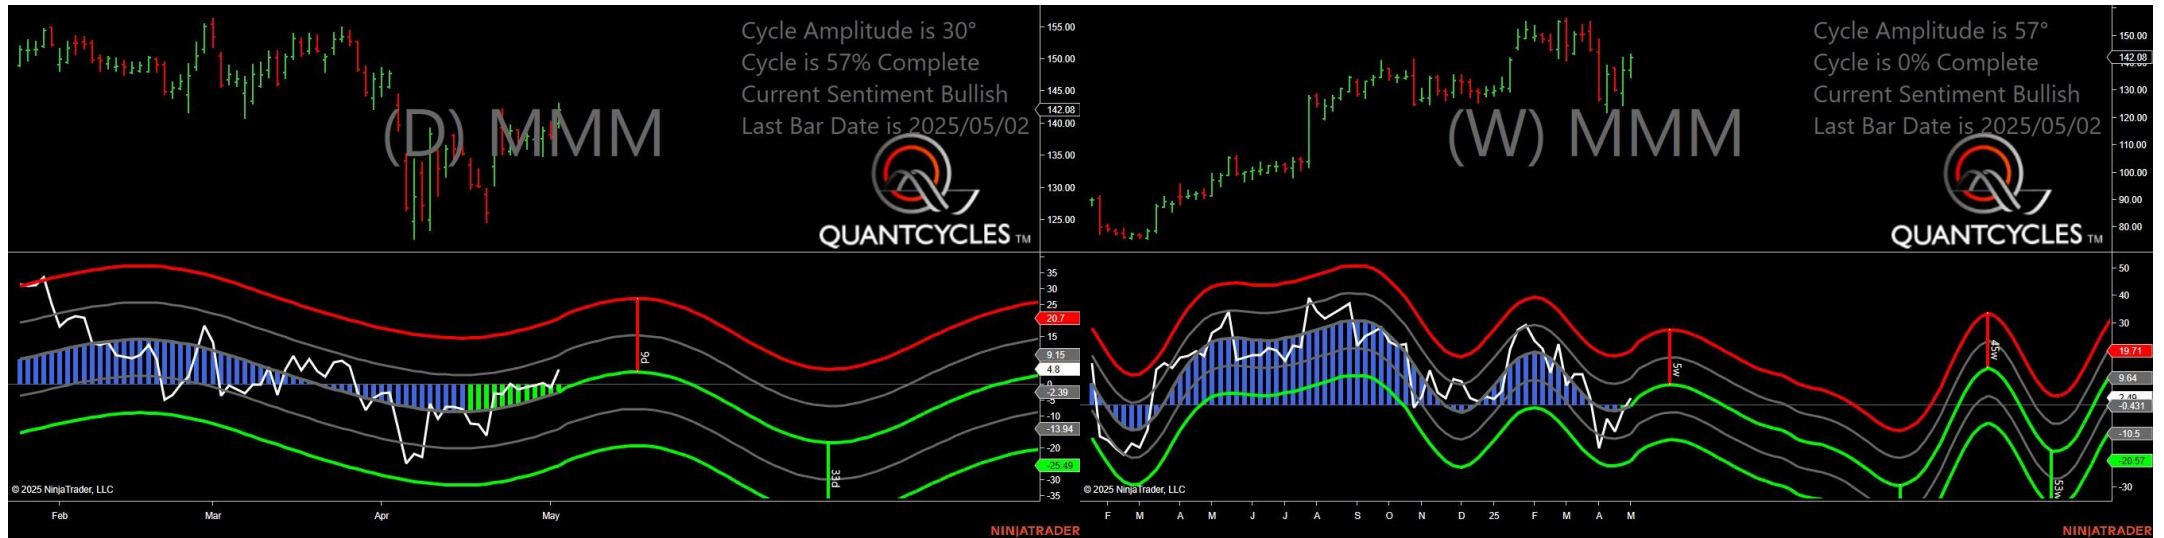 Cycle Amplitude is 30°
Cycle is 57% Complete
Current Sentiment Bullish
Last Bar Date is 2025/05/02
(D) MMM
QUANTCYCLES TM
155.00
150.00
145.00
142.08
140.00
135.00
130.00
125.00
35
30
25
20.7
15
9.15
4.8
0
-2.39
-5
-10
-13.94
-20
-25.49
-30
-35
9d
33d
© 2025 NinjaTrader, LLC
Feb
Mar
Apr
May
NINJATRADER
Cycle Amplitude is 57°
Cycle is 0% Complete
Current Sentiment Bullish
Last Bar Date is 2025/05/02
(W) MMM
QUANTCYCLES TM
150.00
142.08
130.00
120.00
110.00
100.00
90.00
80.00
50
40
30
19.71
9.64
2.49
-0.431
-10.5
-20.57
-30
5w
45w
53w
© 2025 NinjaTrader, LLC
F
M
A
M
J
J
A
S
O
N
D
25
F
M
A
M
NINJATRADER